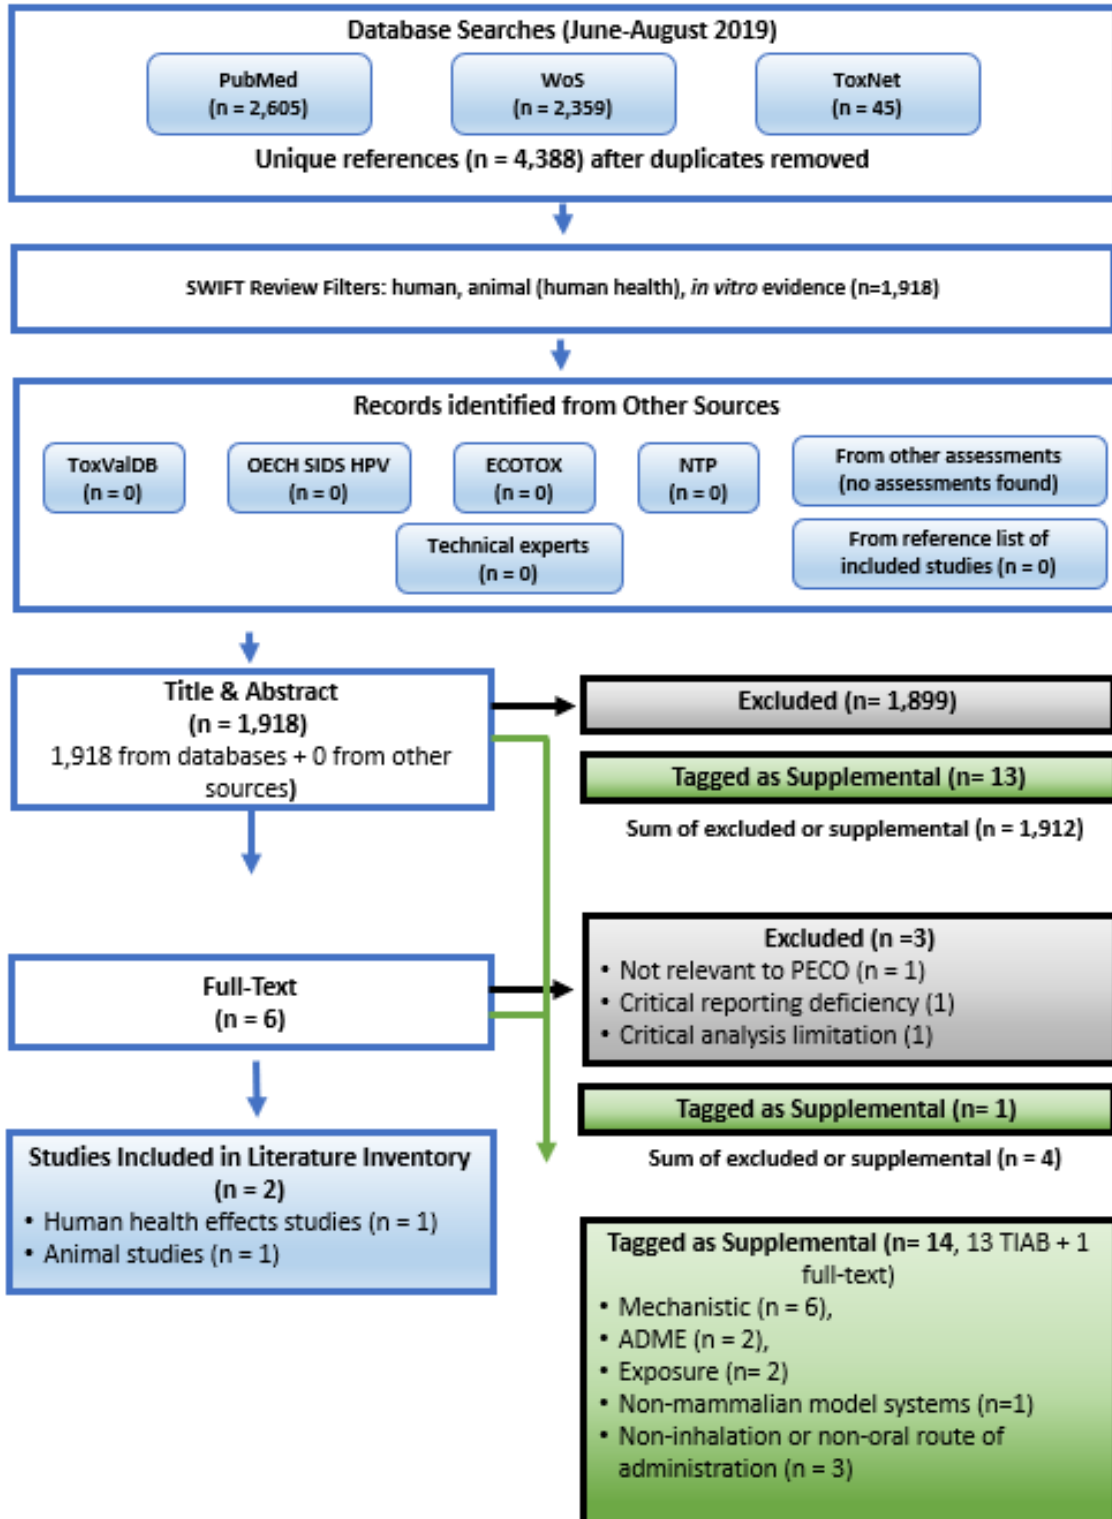 Database Searches (June-August 2019)
PubMed
(n = 2,605)
WoS
(n = 2,359)
ToxNet
(n = 45)
Unique references (n = 4,388) after duplicates removed
SWIFT Review Filters: human, animal (human health), in vitro evidence (n=1,918)
Records identified from Other Sources
ToxValDB
(n = 0)
OECH SIDS HPV
(n = 0)
ECOTOX
(n = 0)
NTP
(n = 0)
From other assessments
(no assessments found)
Technical experts
(n = 0)
From reference list of
included studies (n = 0)
Title & Abstract
(n = 1,918)
1,918 from databases + 0 from other
sources)
Excluded (n= 1,899)
Tagged as Supplemental (n= 13)
Sum of excluded or supplemental (n = 1,912)
Full-Text
(n = 6)
Excluded (n =3)
• Not relevant to PECO (n = 1)
• Critical reporting deficiency (1)
• Critical analysis limitation (1)
Tagged as Supplemental (n= 1)
Sum of excluded or supplemental (n = 4)
Studies Included in Literature Inventory
(n = 2)
• Human health effects studies (n = 1)
• Animal studies (n = 1)
Tagged as Supplemental (n= 14, 13 TIAB + 1
full-text)
• Mechanistic (n = 6),
• ADME (n = 2),
• Exposure (n= 2)
• Non-mammalian model systems (n=1)
• Non-inhalation or non-oral route of
administration (n = 3)